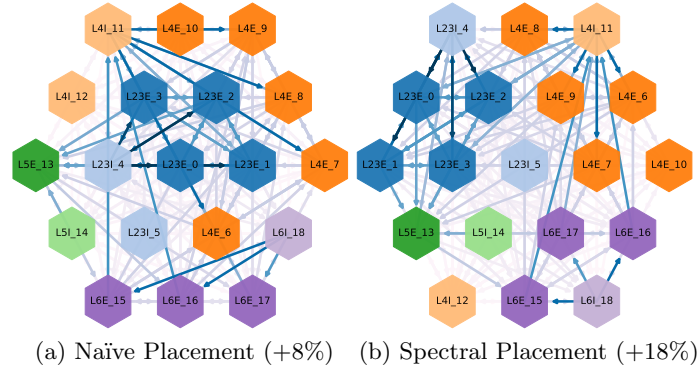 L4I_11 L4E_10 L4E_9
L4I_12 L23E_3 L23E_2 L4E_8
L5E_13 L23I_4 L23E_0 L23E_1 L4E_7
L5I_14 L23I_5 L4E_6 L6I_18
L6E_15 L6E_16 L6E_17
(a) Naïve Placement (+8%)
L23I_4 L4E_8 L4I_11
L23E_0 L23E_2 L4E_9 L4E_6
L23E_1 L23E_3 L23I_5 L4E_7 L4E_10
L5E_13 L5I_14 L6E_17 L6E_16
L4I_12 L6E_15 L6I_18
(b) Spectral Placement (+18%)